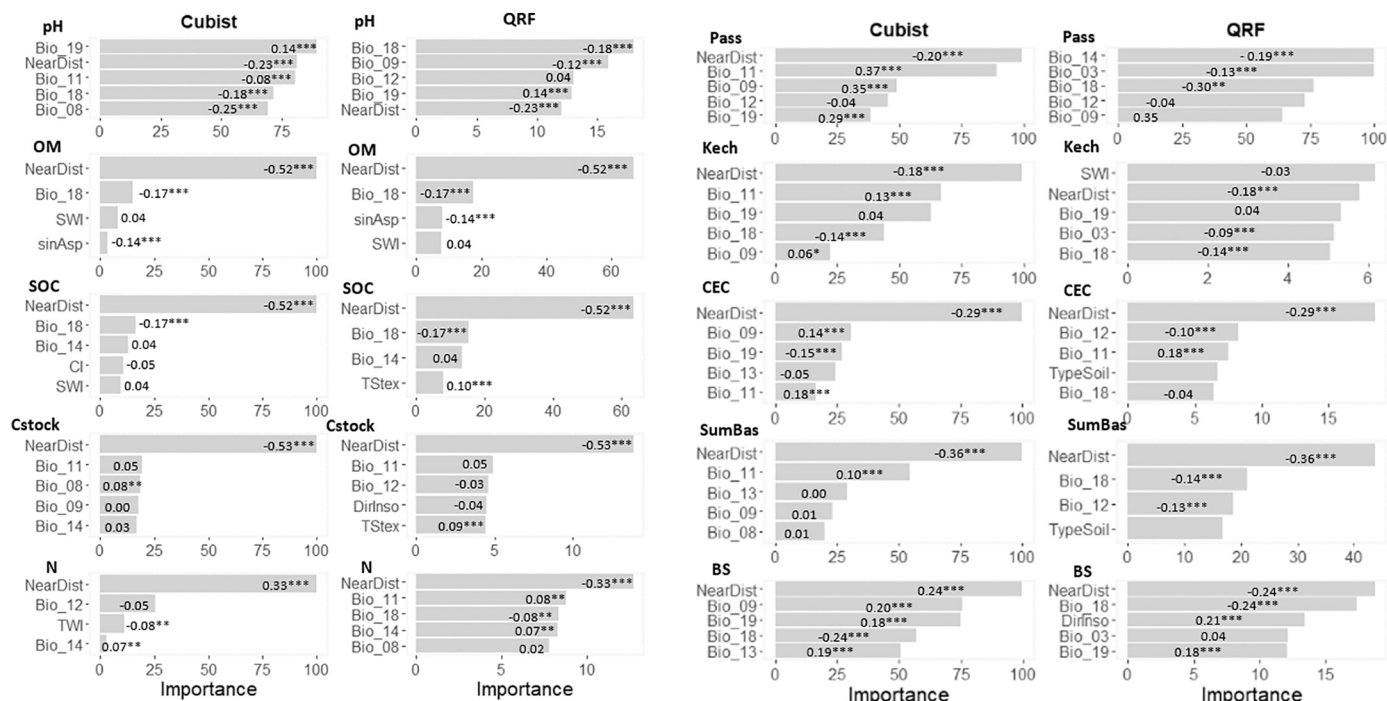 Cubist
QRF
pH
Bio_19 0.14***
NearDist -0.23***
Bio_11 -0.08***
Bio_18 -0.18***
Bio_08 -0.25***
0 25 50 75
pH
Bio_18 -0.18***
Bio_09 -0.12***
Bio_12 0.04
Bio_19 0.14***
NearDist -0.23***
0 5 10 15
OM
NearDist -0.52***
Bio_18 -0.17***
SWI 0.04
sinAsp -0.14***
0 25 50 75 100
OM
NearDist -0.52***
Bio_18 -0.17***
sinAsp -0.14***
SWI 0.04
0 20 40 60
SOC
NearDist -0.52***
Bio_18 -0.17***
Bio_14 0.04
CI -0.05
SWI 0.04
0 25 50 75 100
SOC
NearDist -0.52***
Bio_18 -0.17***
Bio_14 0.04
TStex 0.10***
0 20 40 60
Cstock
NearDist -0.53***
Bio_11 0.05
Bio_08 0.08**
Bio_09 0.00
Bio_14 0.03
0 25 50 75 100
Cstock
NearDist -0.53***
Bio_11 0.05
Bio_12 -0.03
DirInso -0.04
TStex 0.09***
0 5 10
N
NearDist 0.33***
Bio_12 -0.05
TWI -0.08**
Bio_14 0.07**
0 25 50 75 100
Importance
N
NearDist -0.33***
Bio_11 0.08**
Bio_18 -0.08**
Bio_14 0.07**
Bio_08 0.02
0 5 10
Importance
Cubist
QRF
Pass
NearDist -0.20***
Bio_11 0.37***
Bio_09 0.35***
Bio_12 -0.04
Bio_19 0.29***
0 25 50 75 100
Pass
Bio_14 -0.19***
Bio_03 -0.13***
Bio_18 -0.30**
Bio_12 -0.04
Bio_09 0.35
0 25 50 75 100
Kech
NearDist -0.18***
Bio_11 0.13***
Bio_19 0.04
Bio_18 -0.14***
Bio_09 0.06*
0 25 50 75 100
Kech
SWI -0.03
NearDist -0.18***
Bio_19 0.04
Bio_03 -0.09***
Bio_18 -0.14***
0 2 4 6
CEC
NearDist -0.29***
Bio_09 0.14***
Bio_19 -0.15***
Bio_13 -0.05
Bio_11 0.18***
0 25 50 75 100
CEC
NearDist -0.29***
Bio_12 -0.10***
Bio_11 0.18***
TypeSoil
Bio_18 -0.04
0 5 10 15
SumBas
NearDist -0.36***
Bio_11 0.10***
Bio_13 0.00
Bio_09 0.01
Bio_08 0.01
0 25 50 75 100
SumBas
NearDist -0.36***
Bio_18 -0.14***
Bio_12 -0.13***
TypeSoil
0 10 20 30 40
BS
NearDist 0.24***
Bio_09 0.20***
Bio_19 0.18***
Bio_18 -0.24***
Bio_13 0.19***
0 25 50 75 100
Importance
BS
NearDist -0.24***
Bio_18 -0.24***
DirInso 0.21***
Bio_03 0.04
Bio_19 0.18***
0 5 10 15
Importance